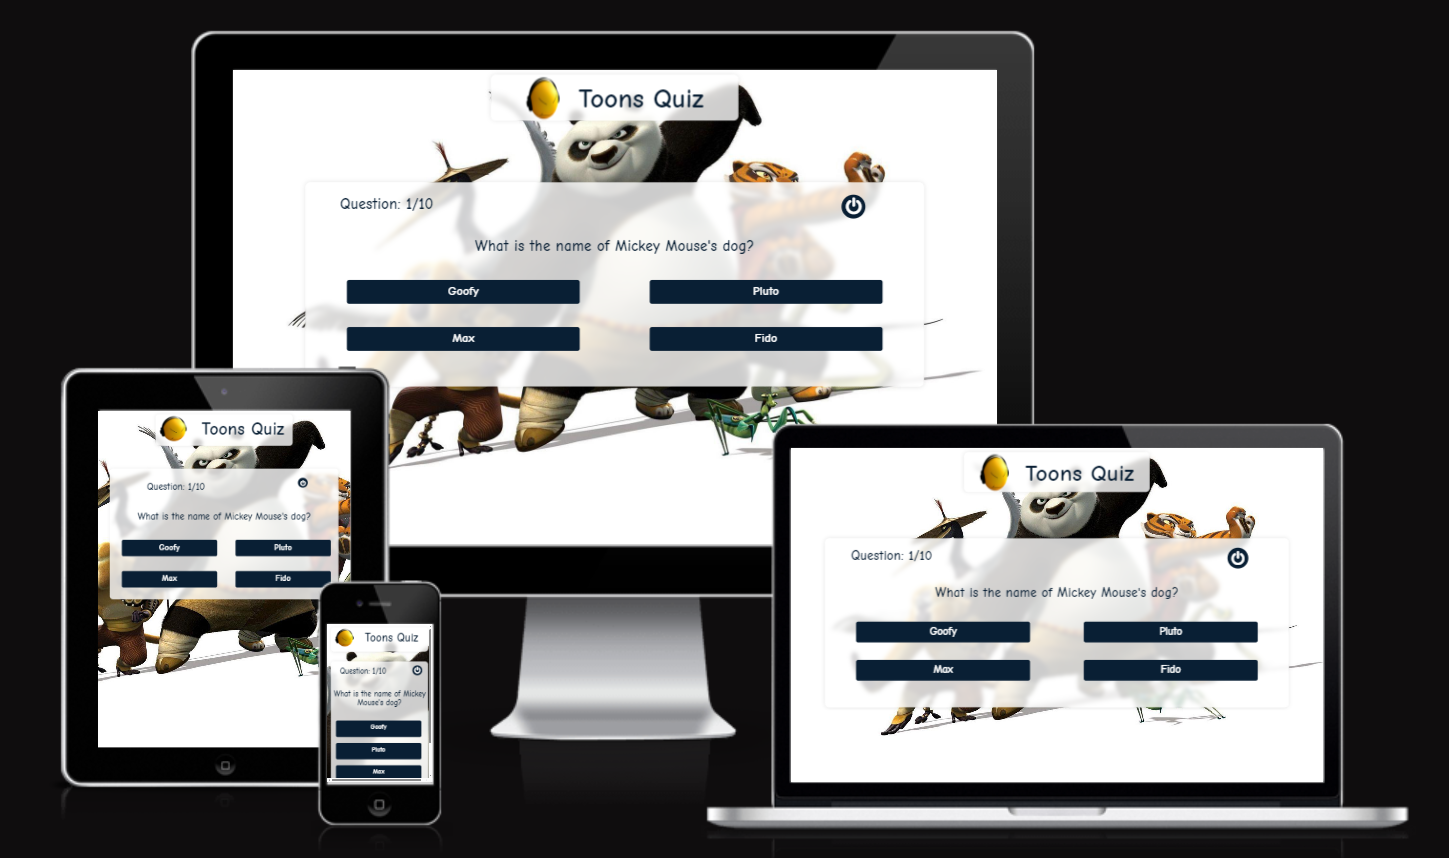 Toons Quiz
Question: 1/10
What is the name of Mickey Mouse's dog?
Goofy
Pluto
Max
Fido
Toons Quiz
Question: 1/10
What is the name of Mickey Mouse's dog?
Goofy
Pluto
Max
Fido
Toons Quiz
Question: 1/10
What is the name of Mickey
Mouse's dog?
Goofy
Pluto
Max
Toons Quiz
Question: 1/10
What is the name of Mickey Mouse's dog?
Goofy
Pluto
Max
Fido